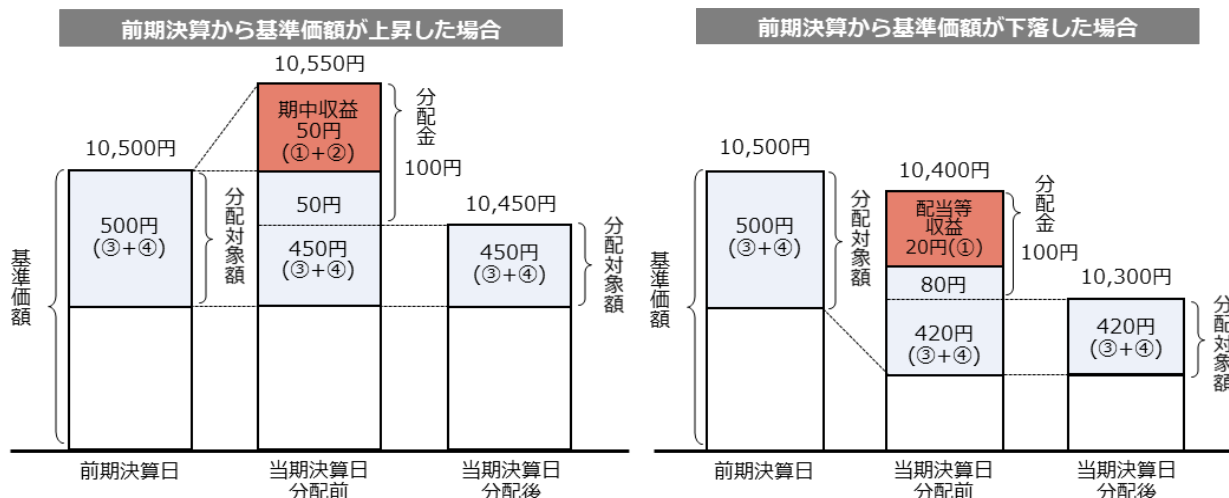 前期決算から基準価額が上昇した場合
10,550円
期中収益
50円
(①+②)
分配金
100円
10,500円
500円
(③+④)
分配対象額
50円
450円
(③+④)
10,450円
450円
(③+④)
分配対象額
基準価額
前期決算日
当期決算日
分配前
当期決算日
分配後
前期決算から基準価額が下落した場合
10,500円
500円
(③+④)
分配対象額
10,400円
配当等
収益
20円(①)
分配金
100円
80円
420円
(③+④)
10,300円
420円
(③+④)
分配対象額
基準価額
前期決算日
当期決算日
分配前
当期決算日
分配後